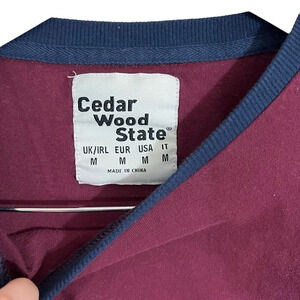 Cedar
Wood
State®
UK/IRL EUR USA IT
M M M M
MADE IN CHINA